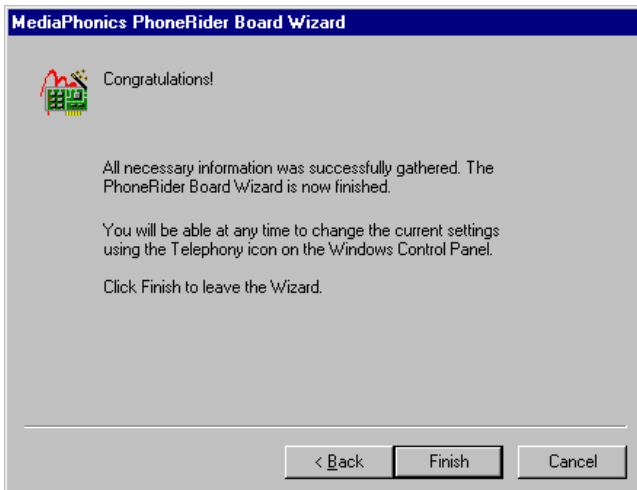 MediaPhonics PhoneRider Board Wizard
Congratulations!
All necessary information was successfully gathered. The
PhoneRider Board Wizard is now finished.
You will be able at any time to change the current settings
using the Telephony icon on the Windows Control Panel.
Click Finish to leave the Wizard.
< Back
Finish
Cancel